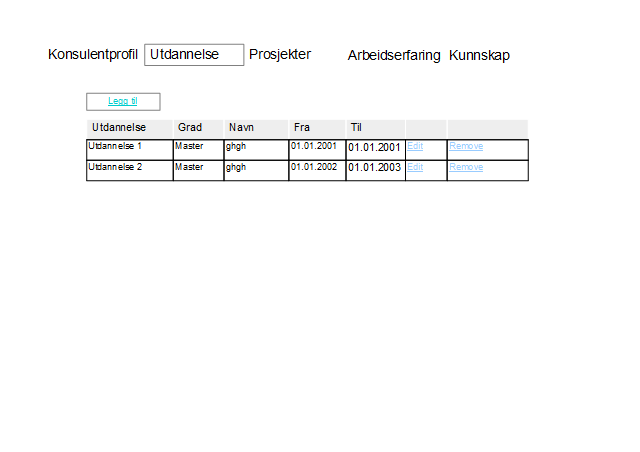 Konsulentprofil Utdannelse Prosjekter Arbeidserfaring Kunnskap
Legg til
Utdannelse Grad Navn Fra Til
Utdannelse 1 Master ghgh 01.01.2001 01.01.2001 Edit Remove
Utdannelse 2 Master ghgh 01.01.2002 01.01.2003 Edit Remove